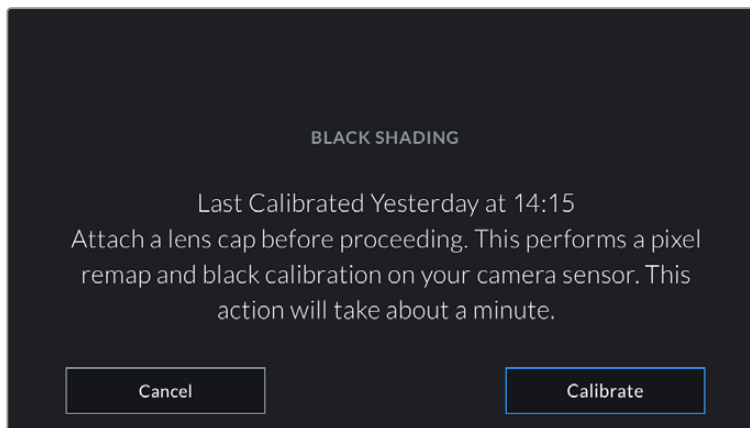 BLACK SHADING
Last Calibrated Yesterday at 14:15
Attach a lens cap before proceeding. This performs a pixel
remap and black calibration on your camera sensor. This
action will take about a minute.
Cancel
Calibrate